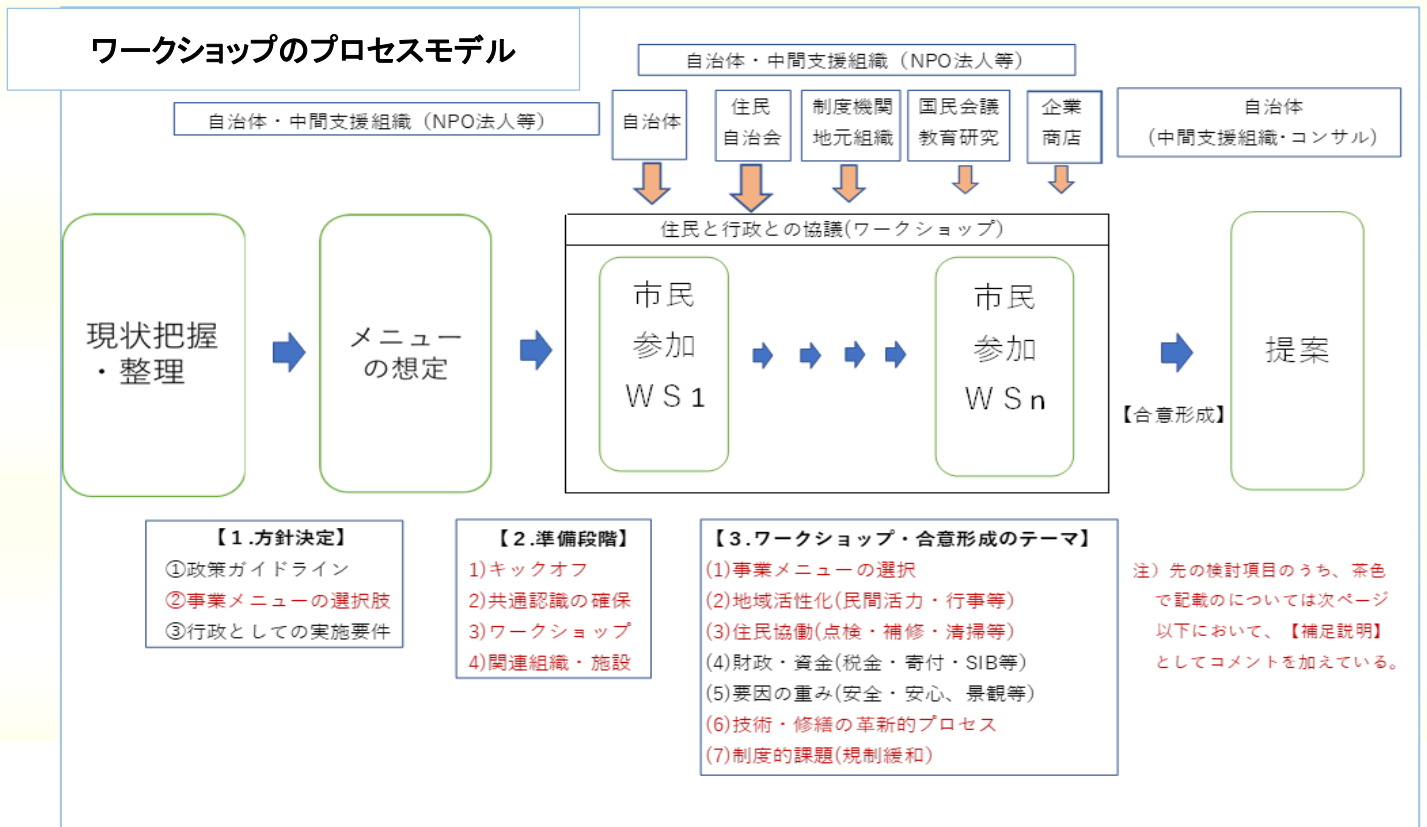 ワークショップのプロセスモデル
自治体・中間支援組織（NPO法人等）
自治体・中間支援組織（NPO法人等）
自治体
住民
自治会
制度機関
地元組織
国民会議
教育研究
企業
商店
自治体
(中間支援組織・コンサル)
現状把握
・整理
メニュー
の想定
住民と行政との協議(ワークショップ)
市民
参加
ＷＳ1
市民
参加
ＷＳn
【合意形成】
提案
【１.方針決定】
①政策ガイドライン
②事業メニューの選択肢
③行政としての実施要件
【２.準備段階】
1)キックオフ
2)共通認識の確保
3)ワークショップ
4)関連組織・施設
【３.ワークショップ・合意形成のテーマ】
(1)事業メニューの選択
(2)地域活性化(民間活力・行事等)
(3)住民協働(点検・補修・清掃等)
(4)財政・資金(税金・寄付・SIB等)
(5)要因の重み(安全・安心、景観等)
(6)技術・修繕の革新的プロセス
(7)制度的課題(規制緩和)
注）先の検討項目のうち、茶色
で記載のについては次ページ
以下において、【補足説明】
としてコメントを加えている。